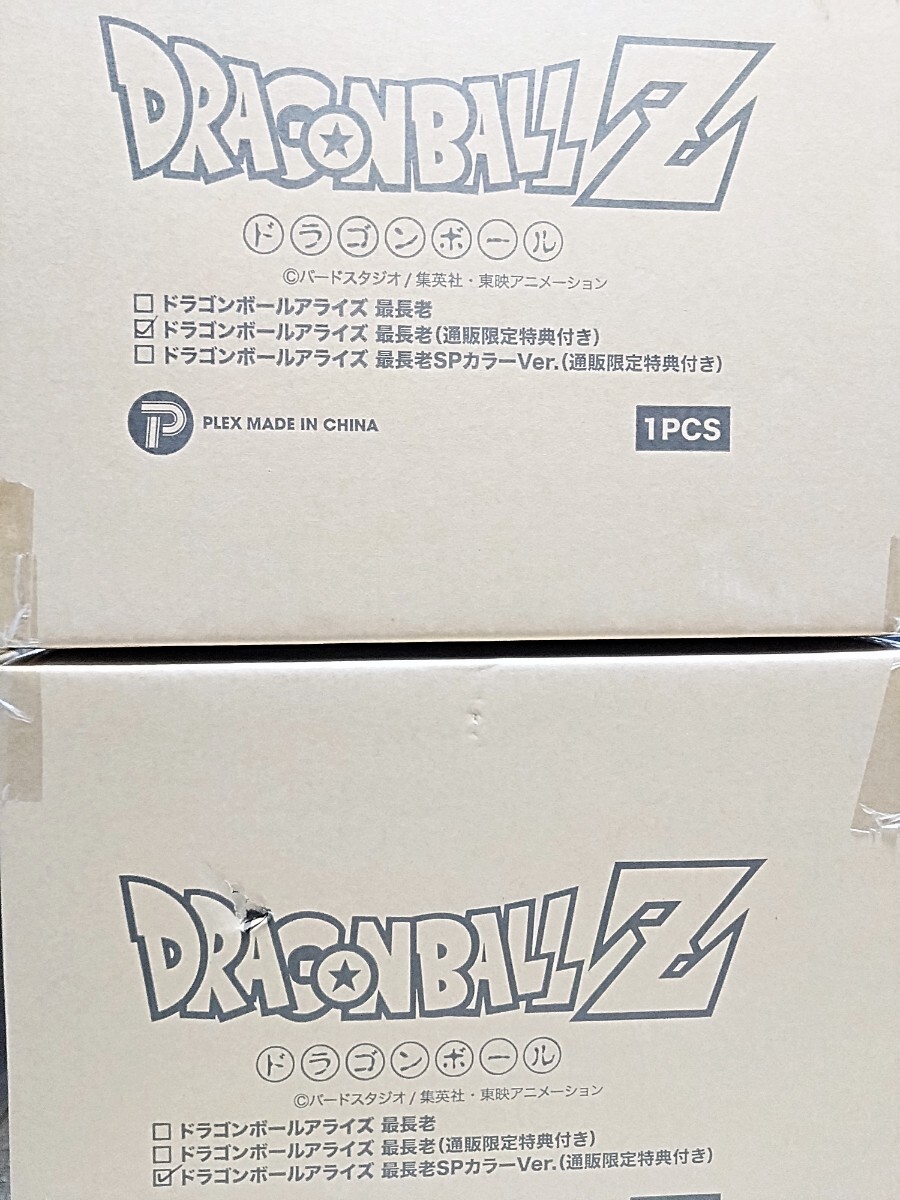 DRAGONBALL Z
ドラゴンボール
©バードスタジオ/集英社・東映アニメーション
☐ ドラゴンボールアライズ 最長老
☑ ドラゴンボールアライズ 最長老(通販限定特典付き)
☐ ドラゴンボールアライズ 最長老SPカラーVer.(通販限定特典付き)
PLEX MADE IN CHINA
1PCS
DRAGONBALL Z
ドラゴンボール
©バードスタジオ/集英社・東映アニメーション
☐ ドラゴンボールアライズ 最長老
☐ ドラゴンボールアライズ 最長老(通販限定特典付き)
☑ ドラゴンボールアライズ 最長老SPカラーVer.(通販限定特典付き)